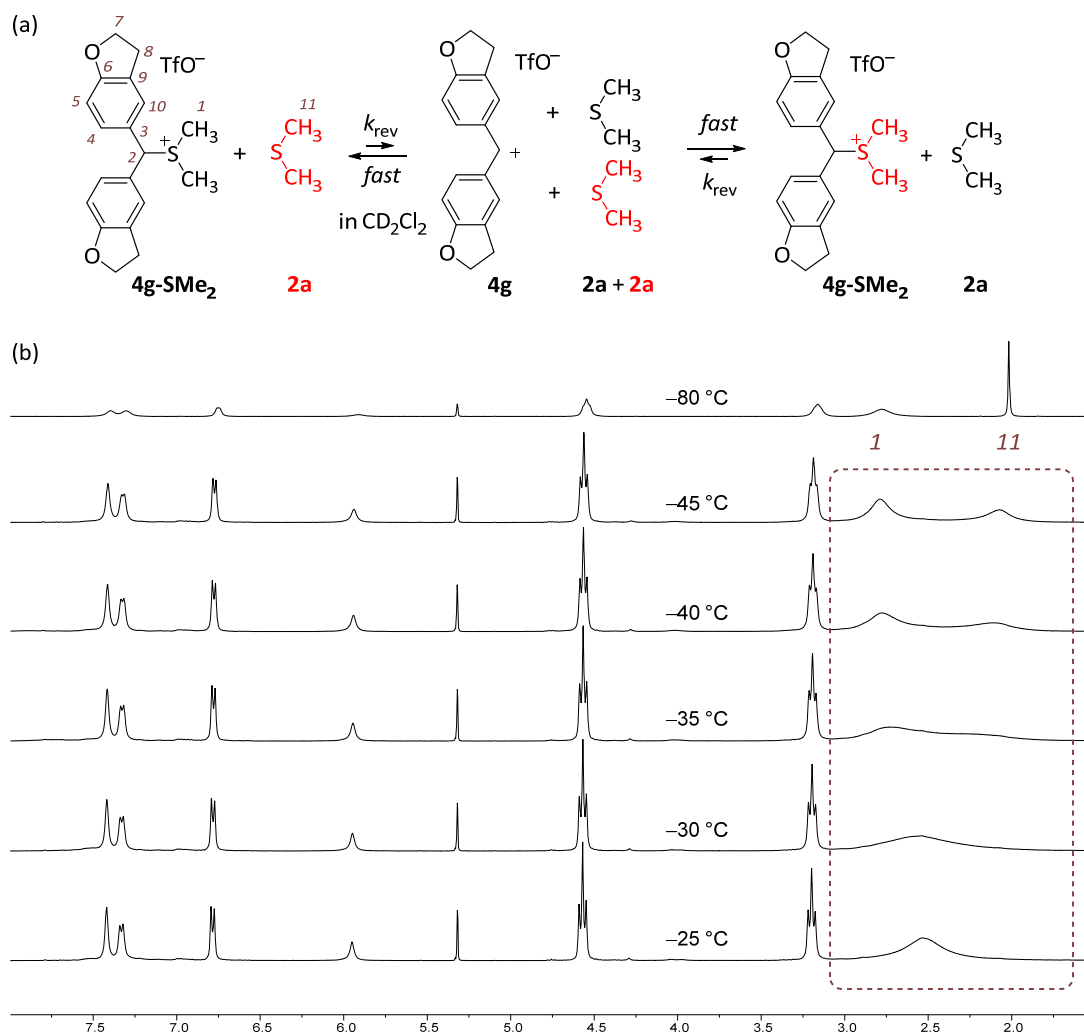 (a)
7
O
8
TfO⁻
6
9
5
10
1
4
3
CH₃
2
S
+
CH₃
O
4g-SMe₂
+
11
CH₃
S
CH₃
2a
k_rev
fast
in CD₂Cl₂
O
TfO⁻
+
O
4g
+
CH₃
S
CH₃
+
CH₃
S
CH₃
2a + 2a
fast
k_rev
O
TfO⁻
CH₃
S
+
CH₃
O
4g-SMe₂
+
CH₃
S
CH₃
2a
(b)
–80 °C
1
11
–45 °C
–40 °C
–35 °C
–30 °C
–25 °C
7.5 7.0 6.5 6.0 5.5 5.0 4.5 4.0 3.5 3.0 2.5 2.0